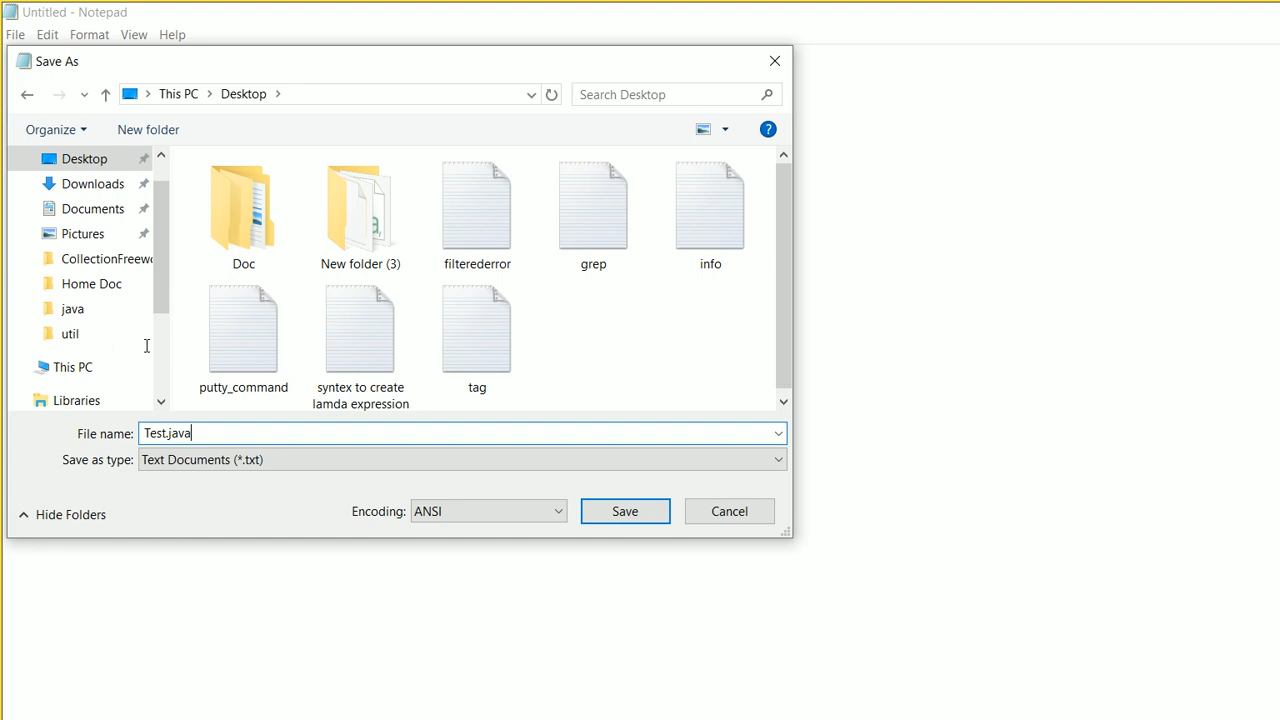 Untitled - Notepad
File Edit Format View Help
Save As
This PC Desktop
Search Desktop
Organize New folder
Desktop
Downloads
Documents
Pictures
CollectionFreew
Home Doc
java
util
This PC
Libraries
Doc
New folder (3)
filterederror
grep
info
putty_command
syntex to create
lamda expression
tag
File name: Test.java
Save as type: Text Documents (*.txt)
Hide Folders
Encoding: ANSI
Save
Cancel